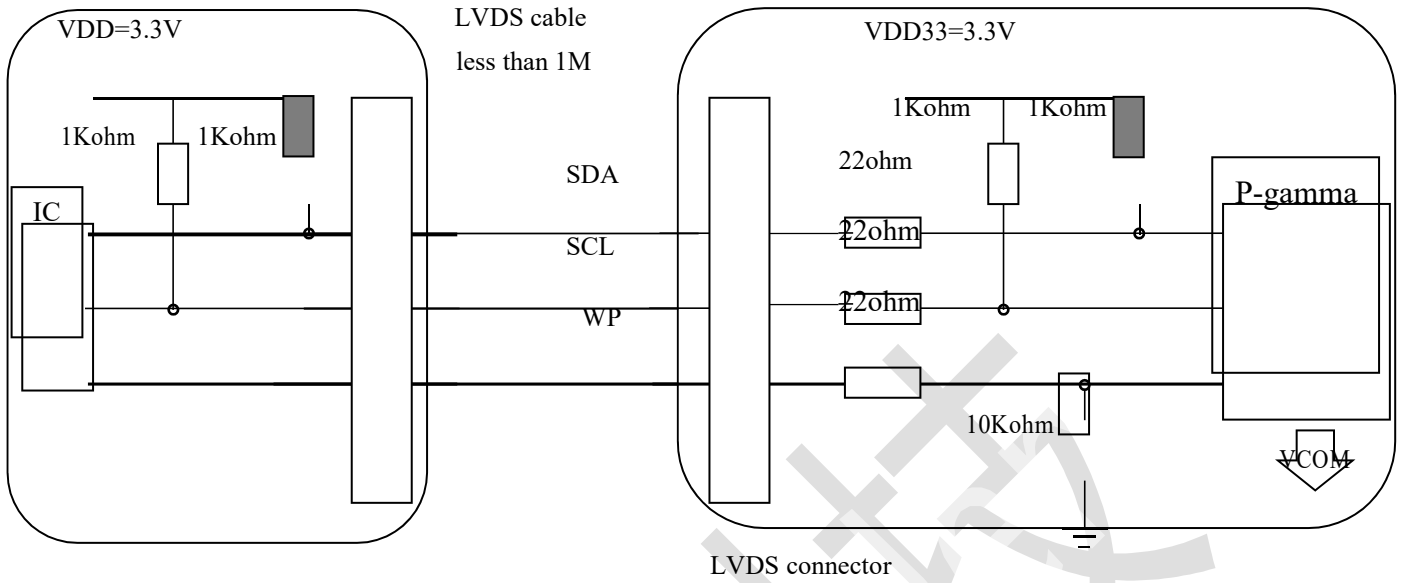 VDD=3.3V
LVDS cable
less than 1M
VDD33=3.3V
1Kohm
1Kohm
1Kohm
1Kohm
SDA
22ohm
IC
P-gamma
SCL
22ohm
WP
22ohm
10Kohm
VCOM
LVDS connector